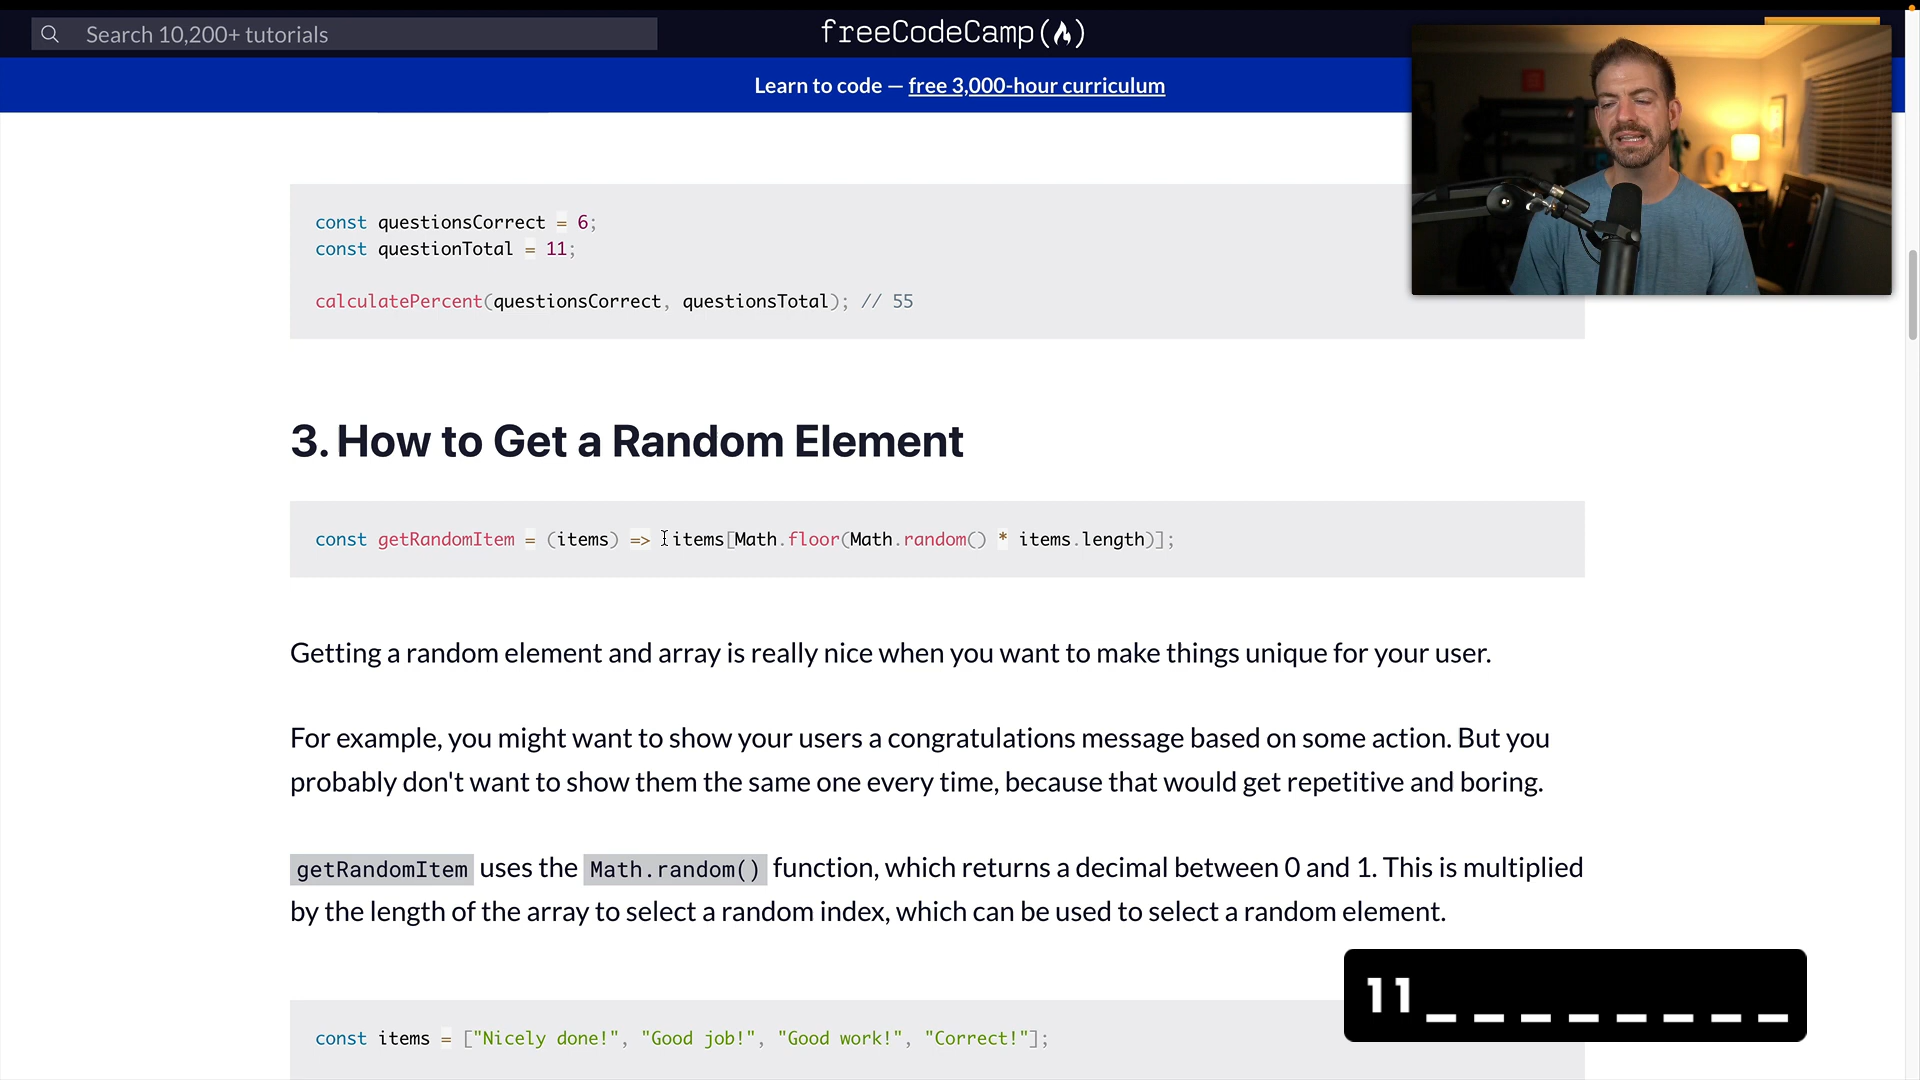 Search 10,200+ tutorials
freeCodeCamp(🔥)
Learn to code — free 3,000-hour curriculum
const questionsCorrect = 6;
const questionTotal = 11;
calculatePercent(questionsCorrect, questionsTotal); // 55
3. How to Get a Random Element
const getRandomItem = (items) => items[Math.floor(Math.random() * items.length)];
Getting a random element and array is really nice when you want to make things unique for your user.
For example, you might want to show your users a congratulations message based on some action. But you
probably don't want to show them the same one every time, because that would get repetitive and boring.
getRandomItem uses the Math.random() function, which returns a decimal between 0 and 1. This is multiplied
by the length of the array to select a random index, which can be used to select a random element.
11 _ _ _ _ _ _ _ _
const items = ["Nicely done!", "Good job!", "Good work!", "Correct!"];